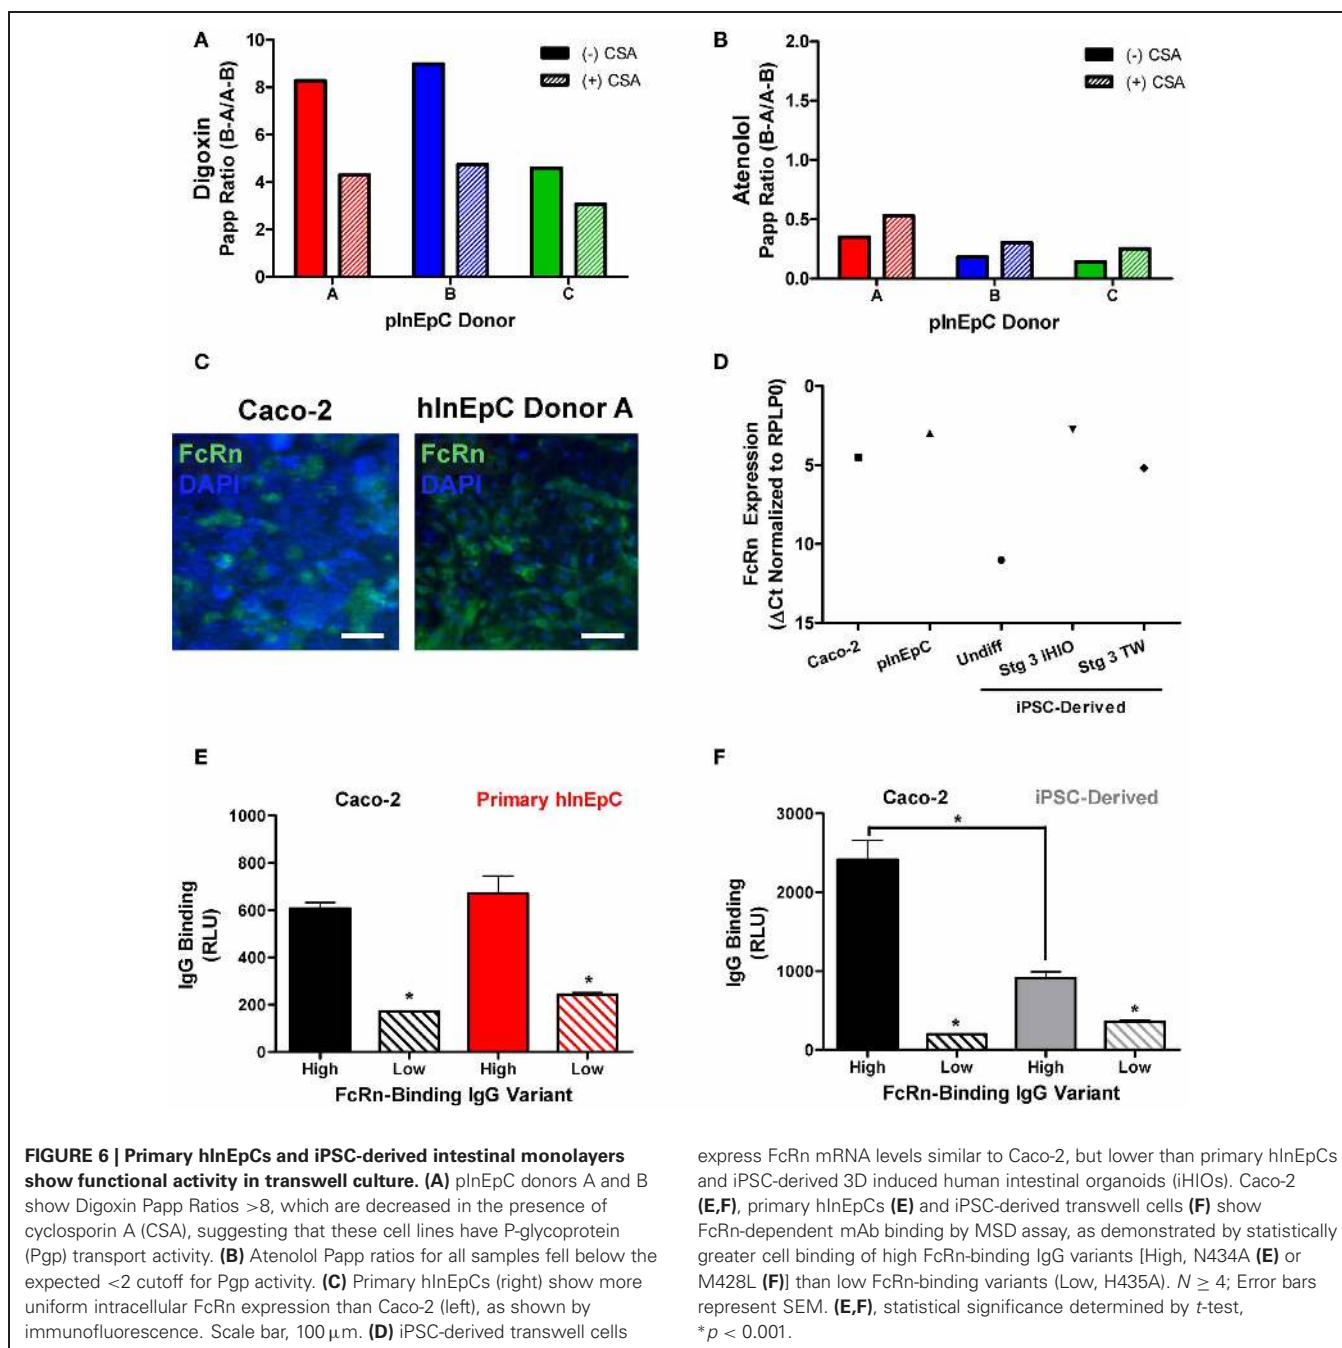 A
10
8
6
4
2
0
Digoxin
Papp Ratio (B-A/A-B)
(-) CSA
(+) CSA
A
B
C
pInEpC Donor
B
2.0
1.5
1.0
0.5
0.0
Atenolol
Papp Ratio (B-A/A-B)
(-) CSA
(+) CSA
A
B
C
pInEpC Donor
C
Caco-2
hInEpC Donor A
FcRn
DAPI
FcRn
DAPI
D
0
5
10
15
FcRn Expression
(ΔCt Normalized to RPLP0)
Caco-2
pInEpC
Undiff
Stg 3 iHIO
Stg 3 TW
iPSC-Derived
E
Caco-2
Primary hInEpC
1000
800
600
400
200
0
IgG Binding
(RLU)
*
*
High
Low
High
Low
FcRn-Binding IgG Variant
F
Caco-2
iPSC-Derived
3000
2000
1000
0
IgG Binding
(RLU)
*
*
*
High
Low
High
Low
FcRn-Binding IgG Variant
FIGURE 6 | Primary hInEpCs and iPSC-derived intestinal monolayers
show functional activity in transwell culture. (A) pInEpC donors A and B
show Digoxin Papp Ratios >8, which are decreased in the presence of
cyclosporin A (CSA), suggesting that these cell lines have P-glycoprotein
(Pgp) transport activity. (B) Atenolol Papp ratios for all samples fell below the
expected <2 cutoff for Pgp activity. (C) Primary hInEpCs (right) show more
uniform intracellular FcRn expression than Caco-2 (left), as shown by
immunofluorescence. Scale bar, 100 μm. (D) iPSC-derived transwell cells
express FcRn mRNA levels similar to Caco-2, but lower than primary hInEpCs
and iPSC-derived 3D induced human intestinal organoids (iHIOs). Caco-2
(E,F), primary hInEpCs (E) and iPSC-derived transwell cells (F) show
FcRn-dependent mAb binding by MSD assay, as demonstrated by statistically
greater cell binding of high FcRn-binding IgG variants [High, N434A (E) or
M428L (F)] than low FcRn-binding variants (Low, H435A). N ≥ 4; Error bars
represent SEM. (E,F), statistical significance determined by t-test,
*p < 0.001.